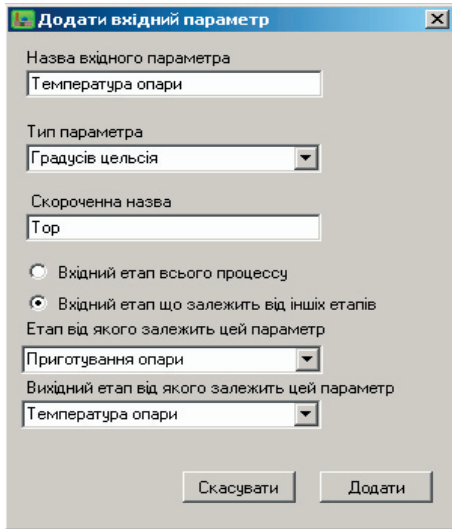 Додати вхідний параметр
Назва вхідного параметра
Температура опари
Тип параметра
Градусів цельсія
Скороченна назва
Top
Вхідний етап всього процессу
Вхідний етап що залежить від інших етапів
Етап від якого залежить цей параметр
Приготування опари
Вихідний етап від якого залежить цей параметр
Температура опари
Скасувати
Додати